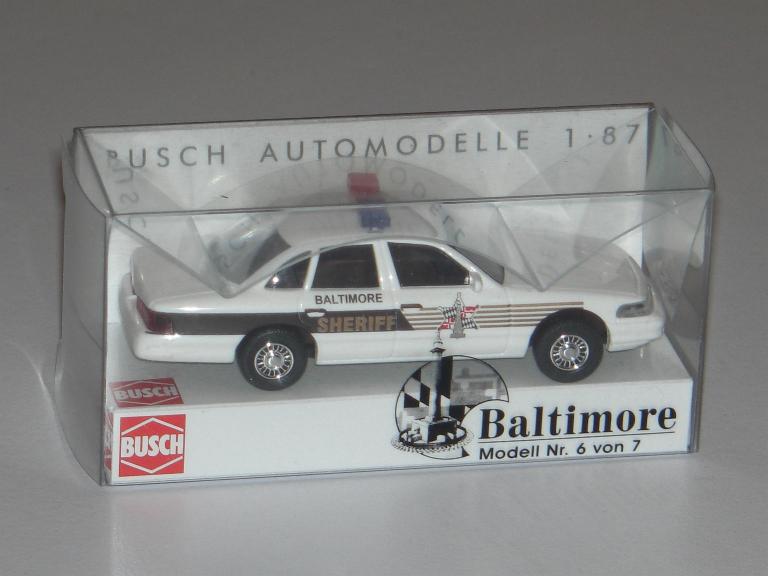 BUSCH AUTOMODELLE 1:87
BALTIMORE
SHERIFF
BUSCH
BUSCH
Baltimore
Modell Nr. 6 von 7